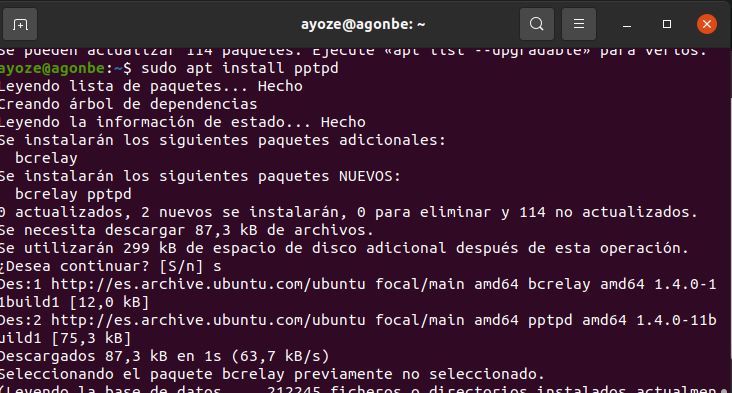 ayoze@agonbe: ~
Se pueden actualizar 114 paquetes. Ejecute «apt list --upgradable» para verlos.
ayoze@agonbe:~$ sudo apt install pptpd
Leyendo lista de paquetes... Hecho
Creando árbol de dependencias
Leyendo la información de estado... Hecho
Se instalarán los siguientes paquetes adicionales:
bcrelay
Se instalarán los siguientes paquetes NUEVOS:
bcrelay pptpd
0 actualizados, 2 nuevos se instalarán, 0 para eliminar y 114 no actualizados.
Se necesita descargar 87,3 kB de archivos.
Se utilizarán 299 kB de espacio de disco adicional después de esta operación.
¿Desea continuar? [S/n] s
Des:1 http://es.archive.ubuntu.com/ubuntu focal/main amd64 bcrelay amd64 1.4.0-1
1build1 [12,0 kB]
Des:2 http://es.archive.ubuntu.com/ubuntu focal/main amd64 pptpd amd64 1.4.0-11b
uild1 [75,3 kB]
Descargados 87,3 kB en 1s (63,7 kB/s)
Seleccionando el paquete bcrelay previamente no seleccionado.
(Leyendo la base de datos ... 212245 ficheros o directorios instalados actualmen